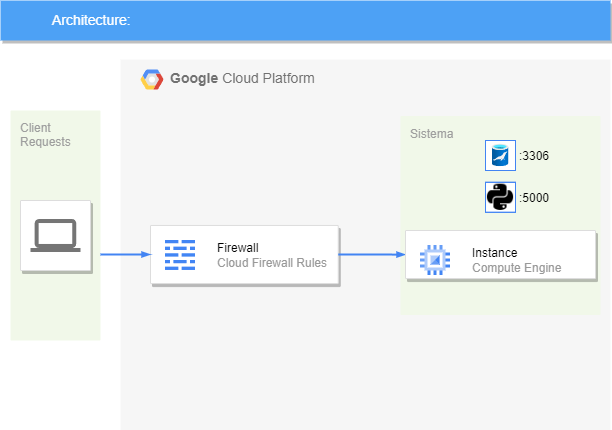 Architecture:
Google Cloud Platform
Client
Requests
Sistema
:3306
:5000
Firewall
Cloud Firewall Rules
Instance
Compute Engine